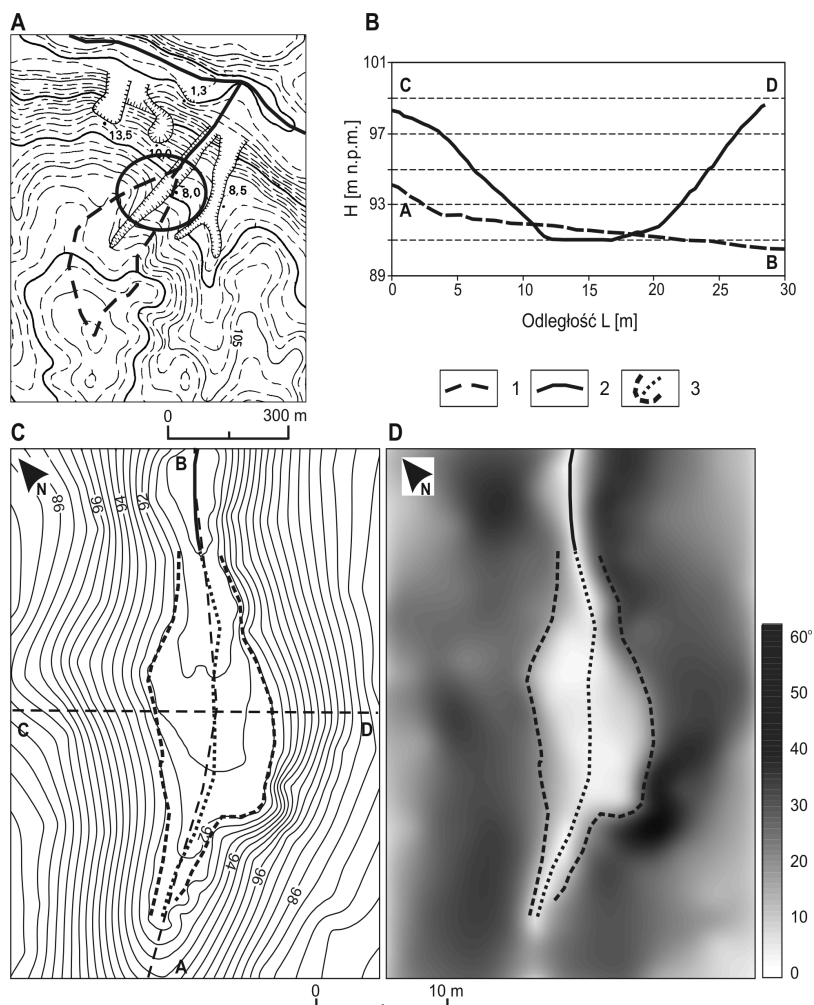 A
1,3
13,5
10,0
8,0
8,5
105
0 300 m
B
H [m n.p.m.]
101
97
93
89
C D
A
B
0 5 10 15 20 25 30
Odległość L [m]
1 2 3
C
N
B
98 96 94 92
C D
92
94
96
98
A
D
N
60°
50
40
30
20
10
0
0 10 m